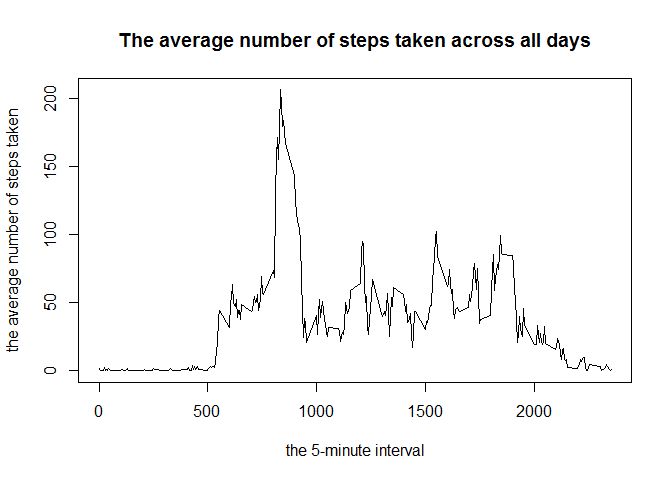 The average number of steps taken across all days
the average number of steps taken
200
150
100
50
0
0 500 1000 1500 2000
the 5-minute interval